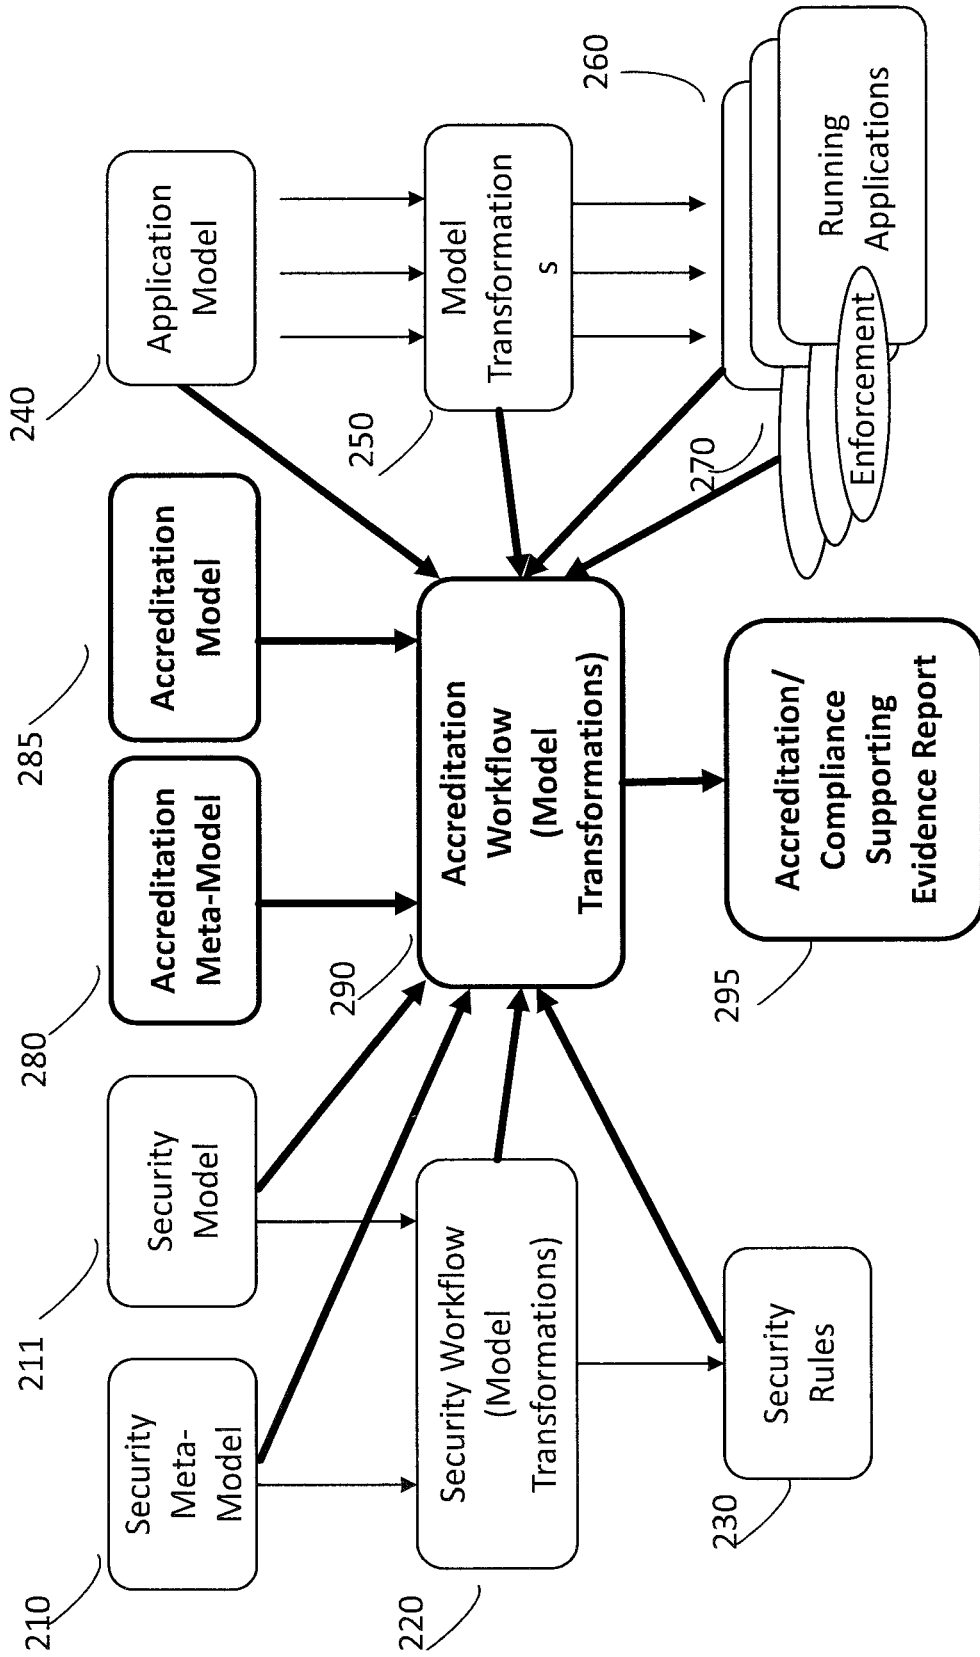 210
Security
Meta-
Model
211
Security
Model
280
Accreditation
Meta-Model
285
Accreditation
Model
240
Application
Model
220
Security Workflow
(Model
Transformations)
290
Accreditation
Workflow
(Model
Transformations)
250
Model
Transformation
s
230
Security
Rules
295
Accreditation/
Compliance
Supporting
Evidence Report
270
Enforcement
260
Running
Applications